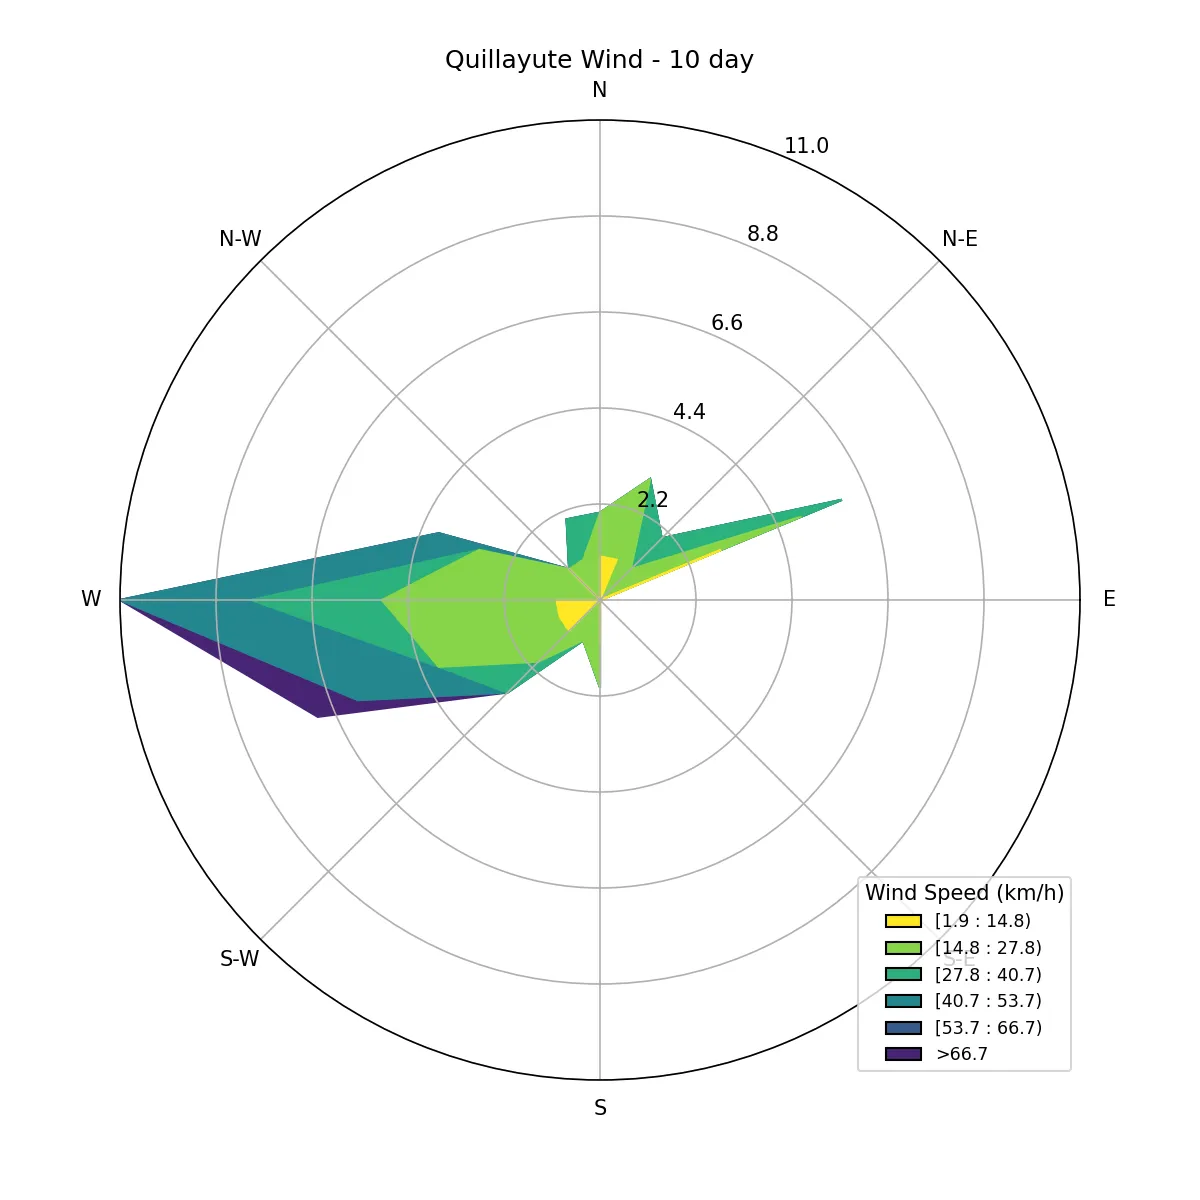 Quillayute Wind - 10 day
N
11.0
N-W
8.8
N-E
6.6
4.4
2.2
W
E
S-W
S-E
S
Wind Speed (km/h)
[1.9 : 14.8)
[14.8 : 27.8)
[27.8 : 40.7)
[40.7 : 53.7)
[53.7 : 66.7)
>66.7